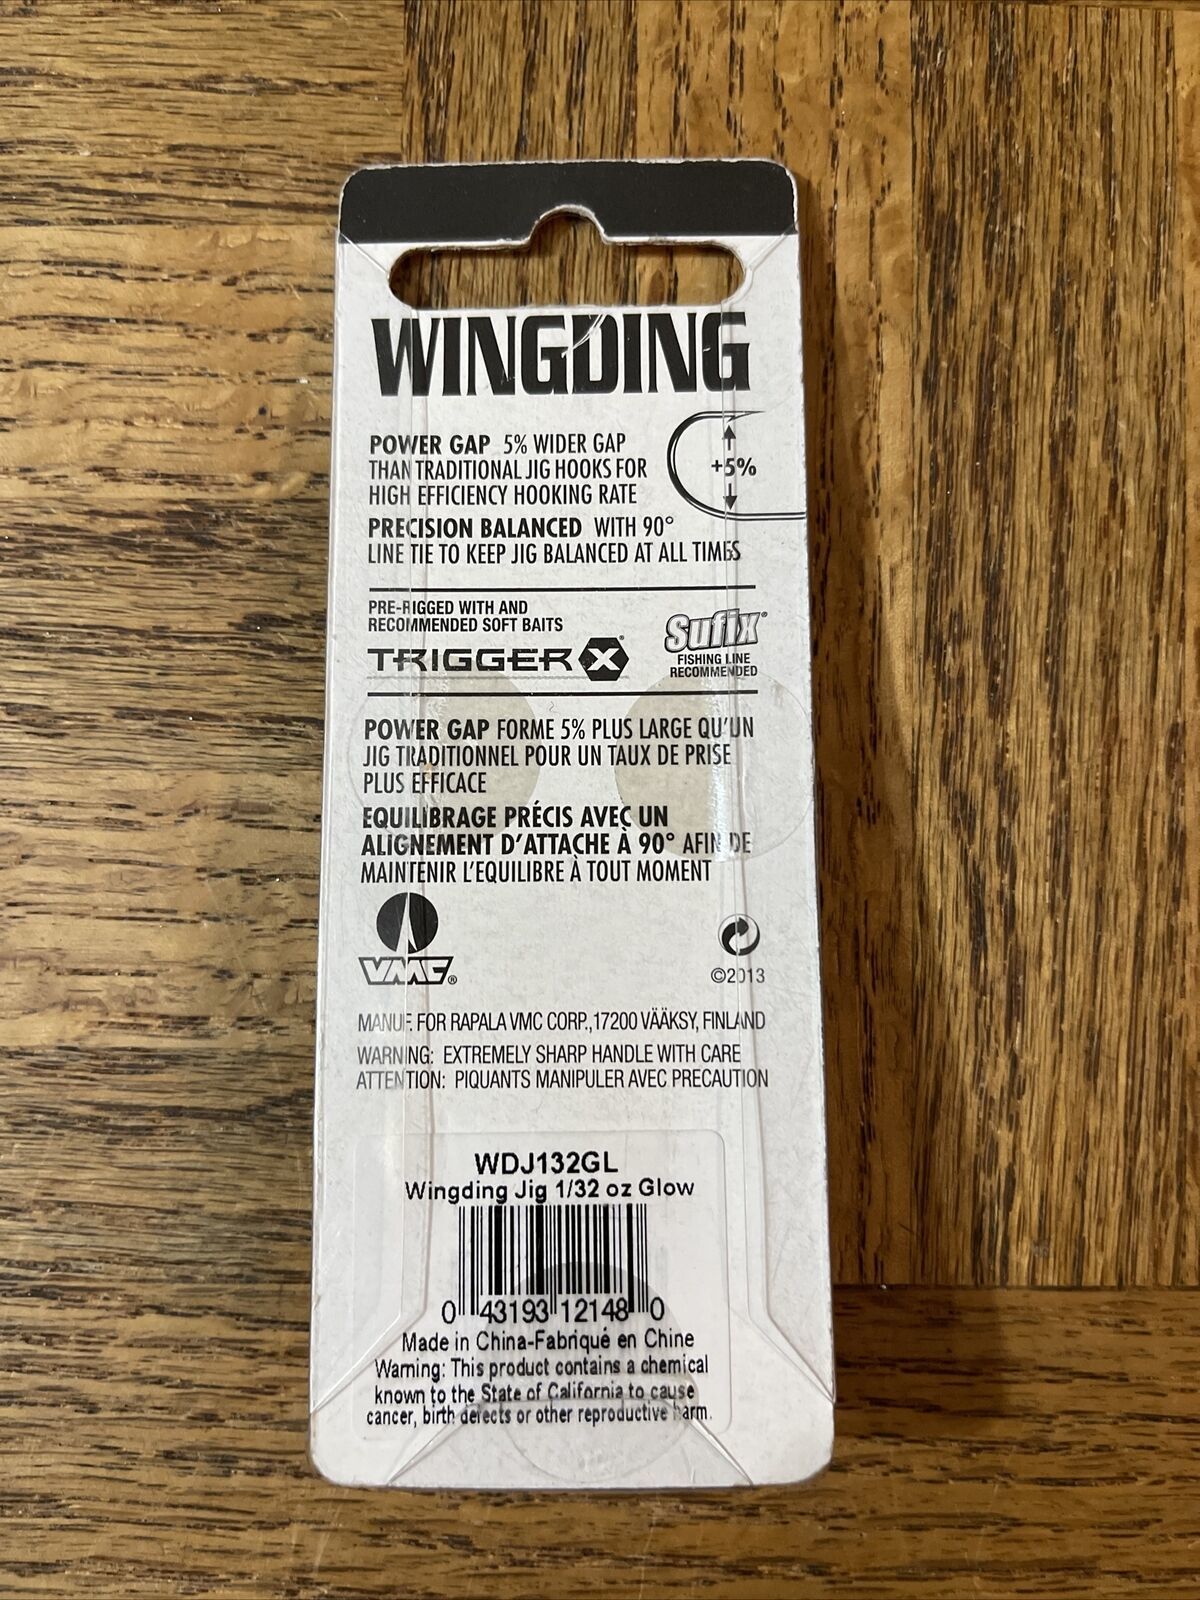 WINGDING
POWER GAP 5% WIDER GAP
THAN TRADITIONAL JIG HOOKS FOR
HIGH EFFICIENCY HOOKING RATE
+5%
PRECISION BALANCED WITH 90°
LINE TIE TO KEEP JIG BALANCED AT ALL TIMES
PRE-RIGGED WITH AND
RECOMMENDED SOFT BAITS
TRIGGER X®
Sufix®
FISHING LINE
RECOMMENDED
POWER GAP FORME 5% PLUS LARGE QU'UN
JIG TRADITIONNEL POUR UN TAUX DE PRISE
PLUS EFFICACE
EQUILIBRAGE PRÉCIS AVEC UN
ALIGNEMENT D'ATTACHE À 90° AFIN DE
MAINTENIR L'EQUILIBRE À TOUT MOMENT
VMC®
©2013
MANUF. FOR RAPALA VMC CORP., 17200 VÄÄKSY, FINLAND
WARNING: EXTREMELY SHARP HANDLE WITH CARE
ATTENTION: PIQUANTS MANIPULER AVEC PRECAUTION
WDJ132GL
Wingding Jig 1/32 oz Glow
0 43193 12148 0
Made in China-Fabriqué en Chine
Warning: This product contains a chemical
known to the State of California to cause
cancer, birth defects or other reproductive harm.